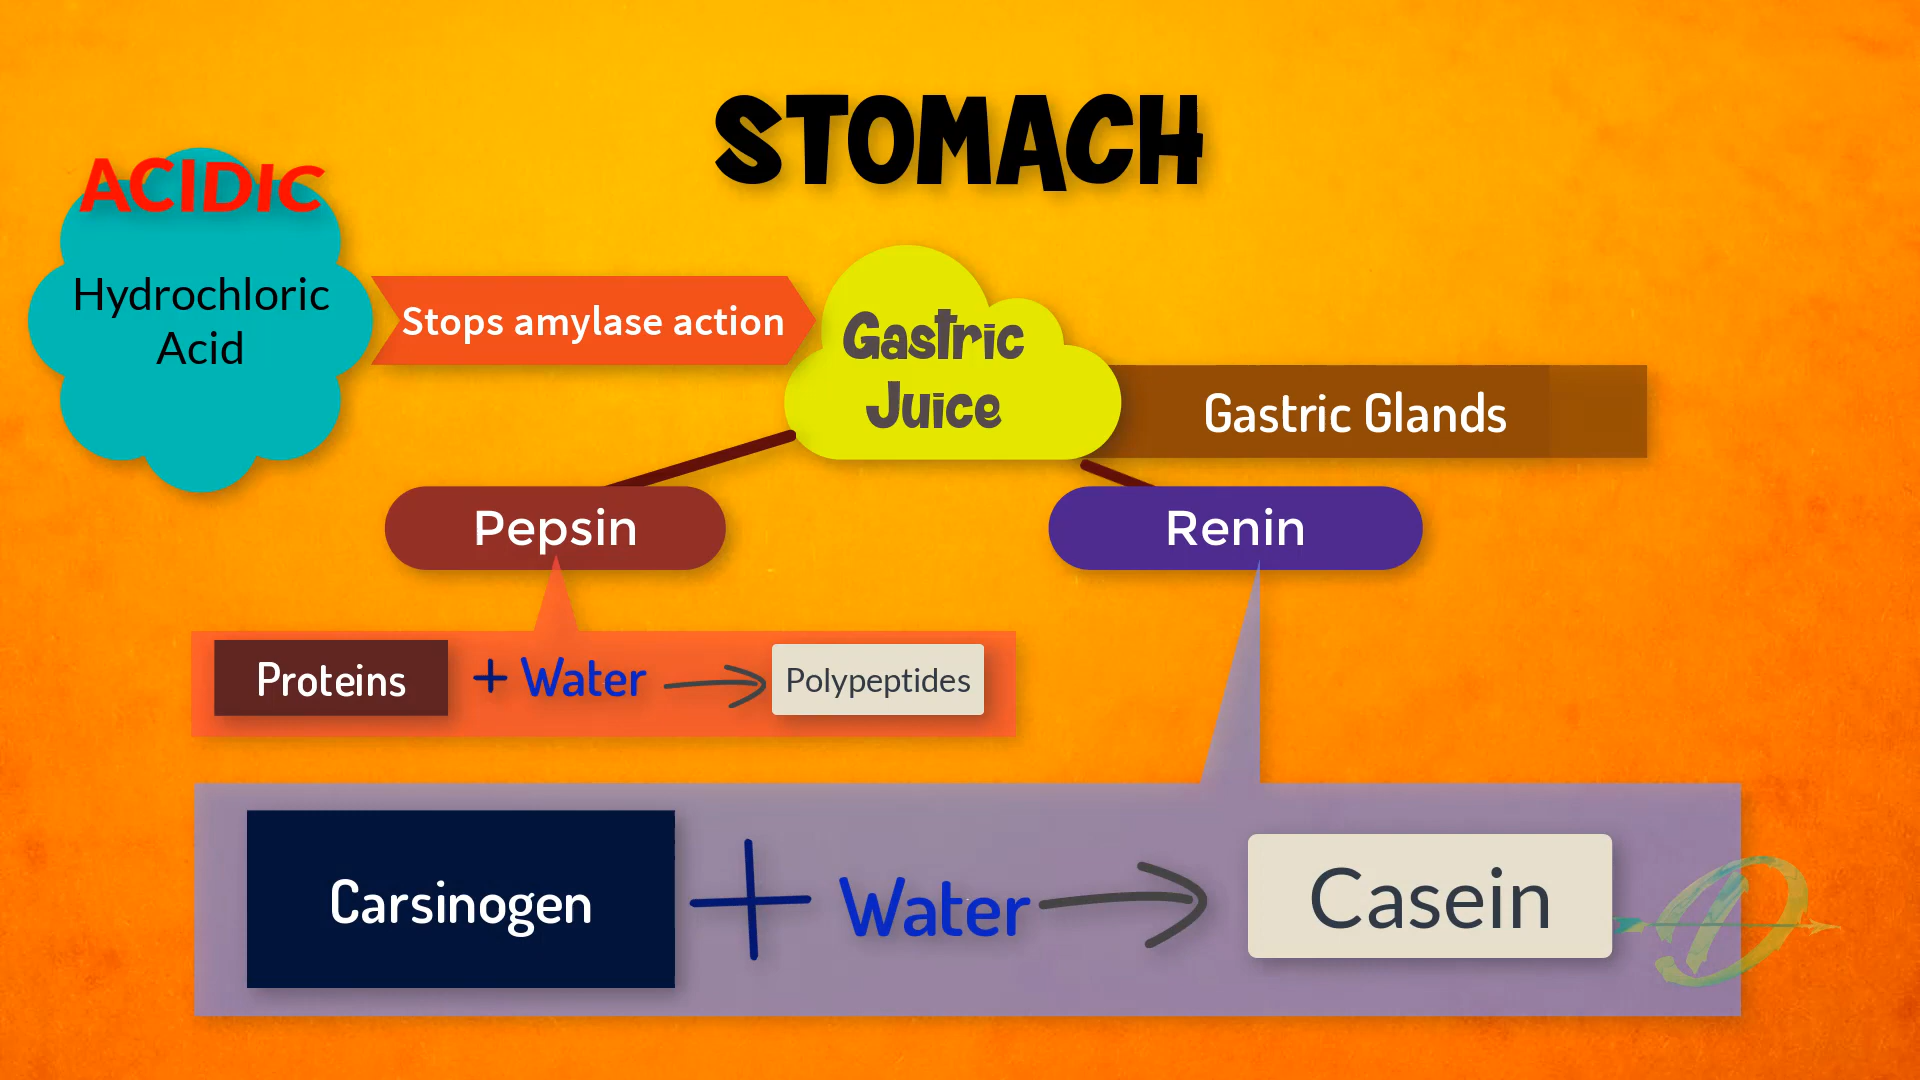 STOMACH
ACIDIC
Hydrochloric
Acid
Stops amylase action
Gastric
Juice
Gastric Glands
Pepsin
Renin
Proteins + Water Polypeptides
Carsinogen + Water Casein